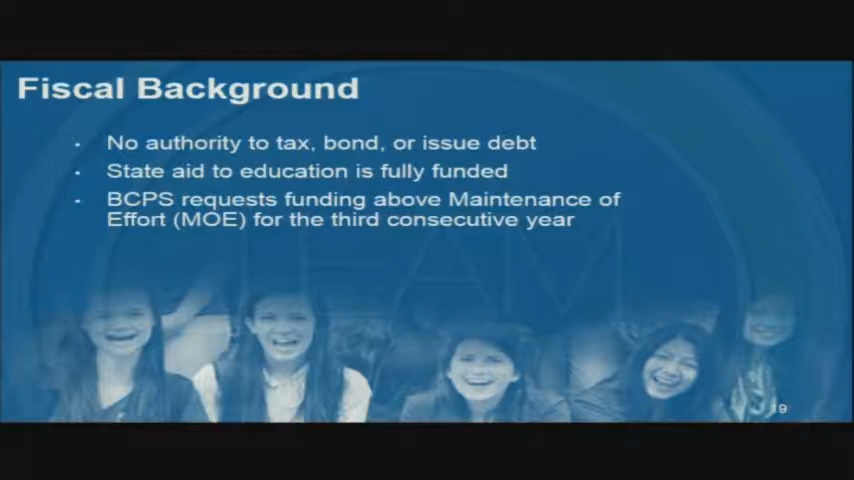 Fiscal Background
· No authority to tax, bond, or issue debt
· State aid to education is fully funded
· BCPS requests funding above Maintenance of
Effort (MOE) for the third consecutive year
TEAM
19